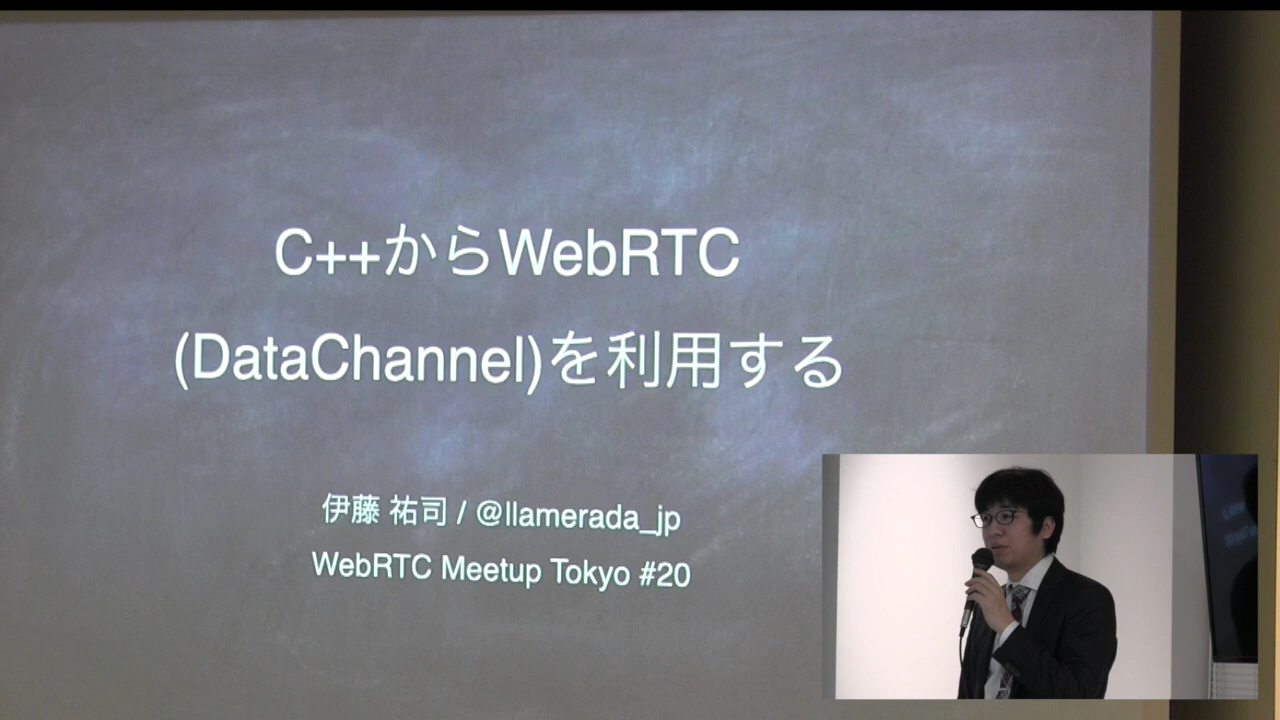 C++からWebRTC
(DataChannel)を利用する
伊藤 祐司 / @llamerada_jp
WebRTC Meetup Tokyo #20